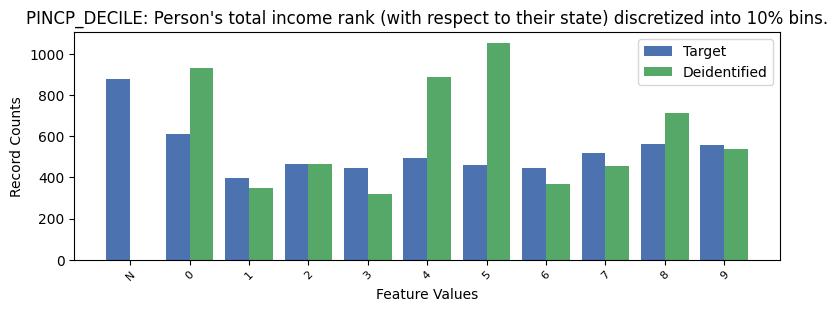 PINCP_DECILE: Person's total income rank (with respect to their state) discretized into 10% bins.
Target
Deidentified
1000
800
600
400
200
0
Record Counts
N 0 1 2 3 4 5 6 7 8 9
Feature Values